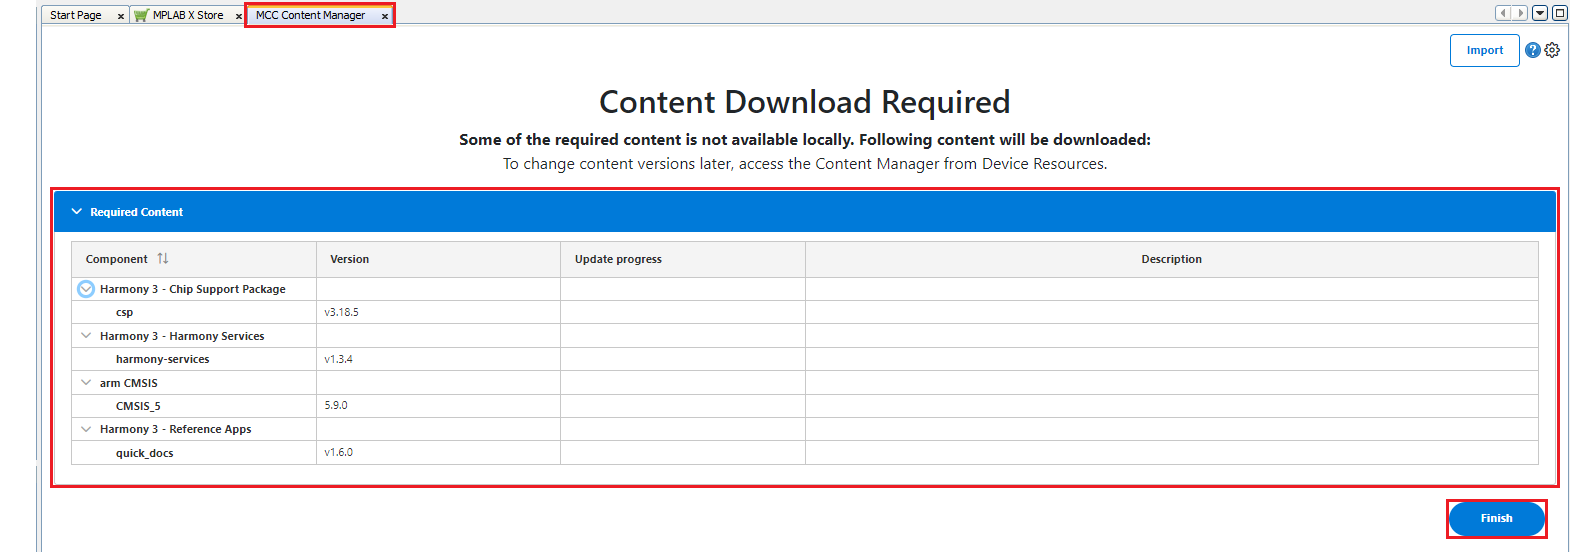 Start Page x MPLAB X Store x MCC Content Manager x
Import ?
Content Download Required
Some of the required content is not available locally. Following content will be downloaded:
To change content versions later, access the Content Manager from Device Resources.
Required Content
Component Version Update progress Description
Harmony 3 - Chip Support Package
csp v3.18.5
Harmony 3 - Harmony Services
harmony-services v1.3.4
arm CMSIS
CMSIS_5 5.9.0
Harmony 3 - Reference Apps
quick_docs v1.6.0
Finish